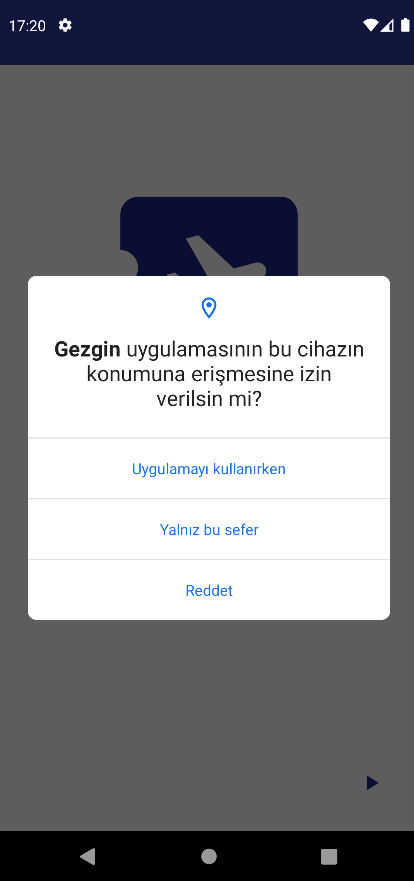 17:20
Gezgin uygulamasının bu cihazın
konumuna erişmesine izin
verilsin mi?
Uygulamayı kullanırken
Yalnız bu sefer
Reddet